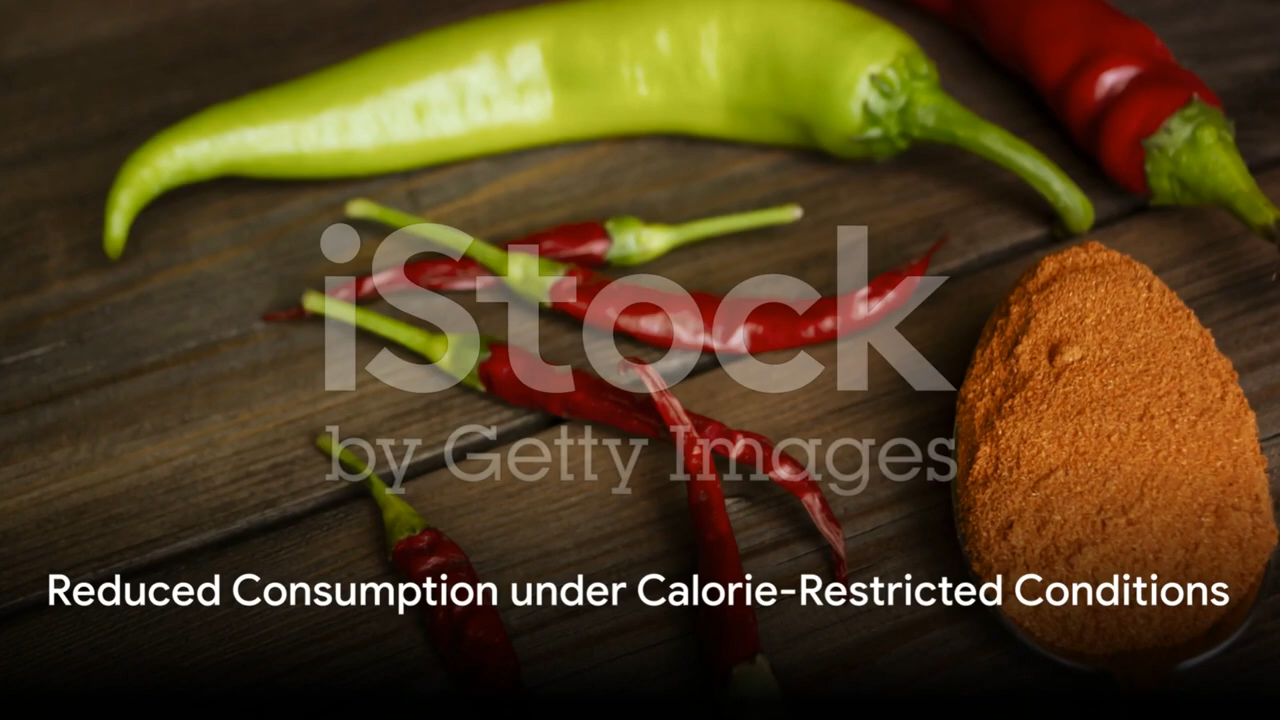 iStock
by Getty Images
Reduced Consumption under Calorie-Restricted Conditions